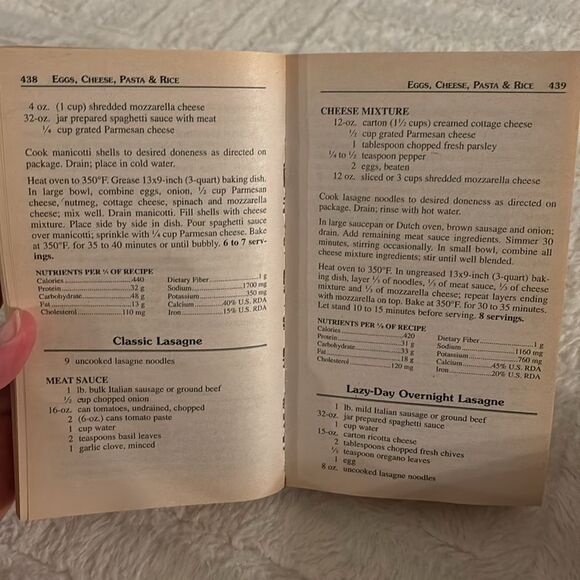 438 EGGS, CHEESE, PASTA & RICE
4 oz. (1 cup) shredded mozzarella cheese
32-oz. jar prepared spaghetti sauce with meat
¼ cup grated Parmesan cheese
Cook manicotti shells to desired doneness as directed on
package. Drain; place in cold water.
Heat oven to 350°F. Grease 13x9-inch (3-quart) baking dish.
In large bowl, combine eggs, onion, ½ cup Parmesan
cheese, nutmeg, cottage cheese, spinach and mozzarella
cheese; mix well. Drain manicotti. Fill shells with cheese
mixture. Place side by side in dish. Pour spaghetti sauce
over manicotti; sprinkle with ¼ cup Parmesan cheese. Bake
at 350°F. for 35 to 40 minutes or until bubbly. 6 to 7 serv-
ings.
NUTRIENTS PER ⅐ OF RECIPE
Calories 440 Dietary Fiber 1 g
Protein 32 g Sodium 1700 mg
Carbohydrate 48 g Potassium 350 mg
Fat 13 g Calcium 40% U.S. RDA
Cholesterol 110 mg Iron 15% U.S. RDA
Classic Lasagne
9 uncooked lasagne noodles
MEAT SAUCE
1 lb. bulk Italian sausage or ground beef
½ cup chopped onion
16-oz. can tomatoes, undrained, chopped
2 (6-oz.) cans tomato paste
1 cup water
2 teaspoons basil leaves
1 garlic clove, minced
EGGS, CHEESE, PASTA & RICE 439
CHEESE MIXTURE
12-oz. carton (1½ cups) creamed cottage cheese
½ cup grated Parmesan cheese
1 tablespoon chopped fresh parsley
¼ to ½ teaspoon pepper
2 eggs, beaten
12 oz. sliced or 3 cups shredded mozzarella cheese
Cook lasagne noodles to desired doneness as directed on
package. Drain; rinse with hot water.
In large saucepan or Dutch oven, brown sausage and onion;
drain. Add remaining meat sauce ingredients. Simmer 30
minutes, stirring occasionally. In small bowl, combine all
cheese mixture ingredients; stir until well blended.
Heat oven to 350°F. In ungreased 13x9-inch (3-quart) bak-
ing dish, layer ⅓ of noodles, ⅓ of meat sauce, ⅓ of cheese
mixture and ⅓ of mozzarella cheese; repeat layers ending
with mozzarella on top. Bake at 350°F. for 30 to 35 minutes.
Let stand 10 to 15 minutes before serving. 8 servings.
NUTRIENTS PER ⅛ OF RECIPE
Calories 420 Dietary Fiber 1 g
Protein 31 g Sodium 1160 mg
Carbohydrate 33 g Potassium 760 mg
Fat 18 g Calcium 45% U.S. RDA
Cholesterol 120 mg Iron 20% U.S. RDA
Lazy-Day Overnight Lasagne
1 lb. mild Italian sausage or ground beef
32-oz. jar prepared spaghetti sauce
1 cup water
15-oz. carton ricotta cheese
2 tablespoons chopped fresh chives
teaspoon oregano leaves
1 egg
8 oz. uncooked lasagne noodles